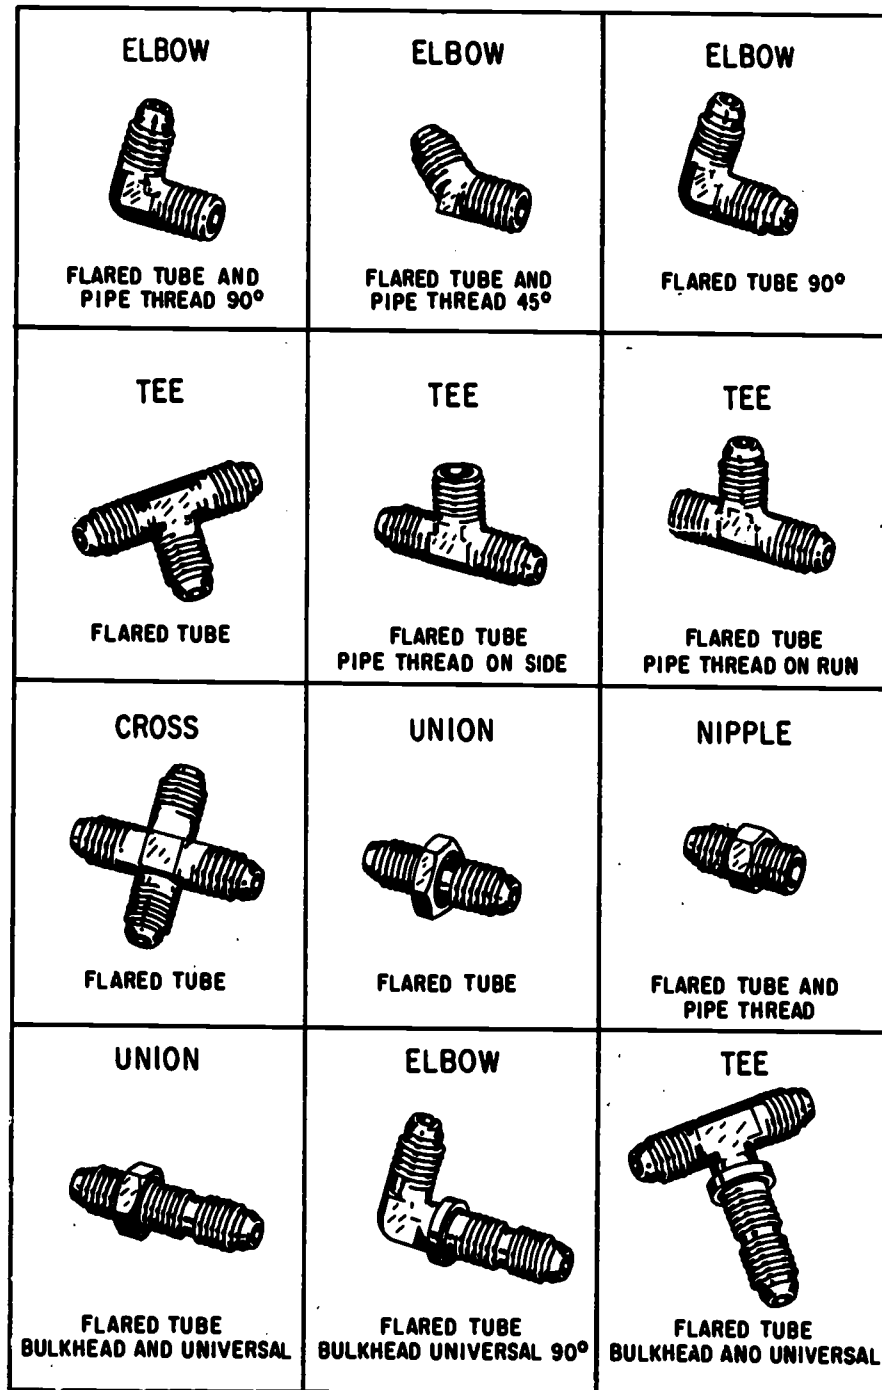 ELBOW
FLARED TUBE AND
PIPE THREAD 90°
ELBOW
FLARED TUBE AND
PIPE THREAD 45°
ELBOW
FLARED TUBE 90°
TEE
FLARED TUBE
TEE
FLARED TUBE
PIPE THREAD ON SIDE
TEE
FLARED TUBE
PIPE THREAD ON RUN
CROSS
FLARED TUBE
UNION
FLARED TUBE
NIPPLE
FLARED TUBE AND
PIPE THREAD
UNION
FLARED TUBE
BULKHEAD AND UNIVERSAL
ELBOW
FLARED TUBE
BULKHEAD UNIVERSAL 90°
TEE
FLARED TUBE
BULKHEAD AND UNIVERSAL